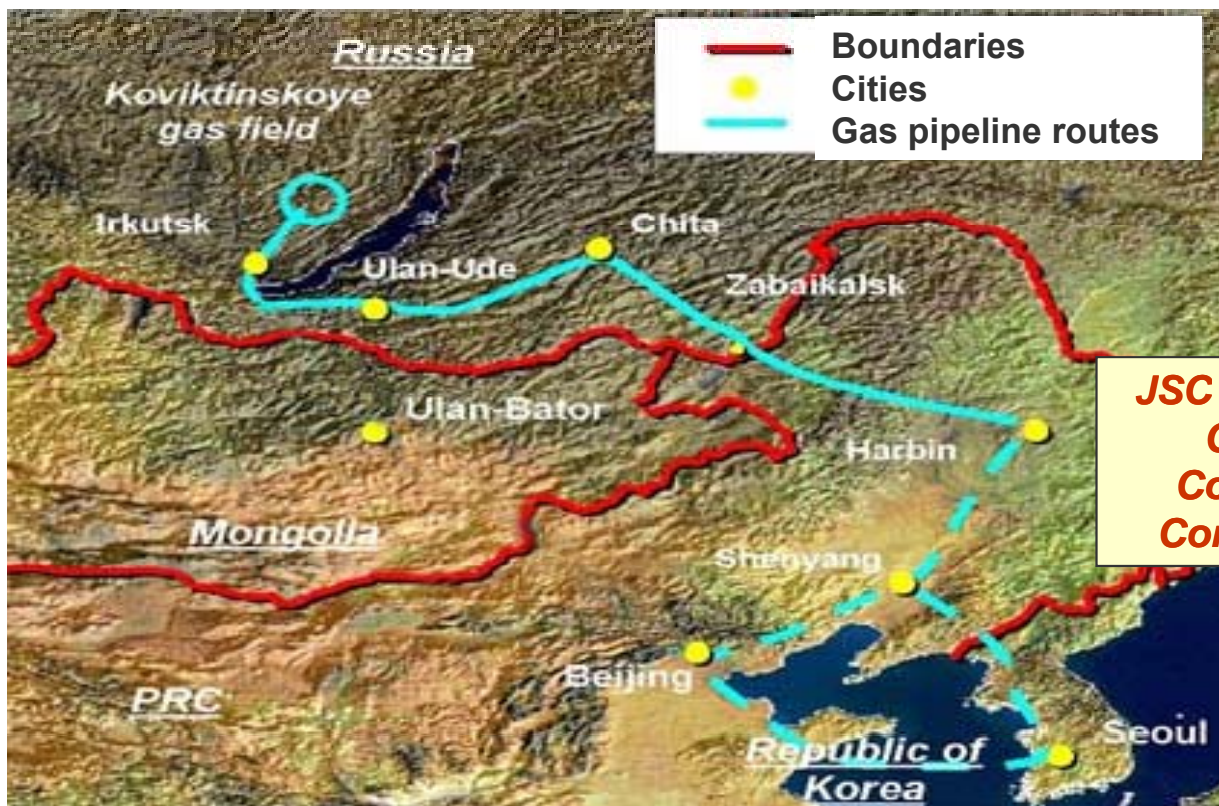 Russia
Koviktinskoye
gas field
Boundaries
Cities
Gas pipeline routes
Irkutsk
Chita
Ulan-Ude
Zabaikalsk
JSC
Ulan-Bator
Harbin
Mongolia
Shenyang
Beijing
PRC
Seoul
Republic of
Korea